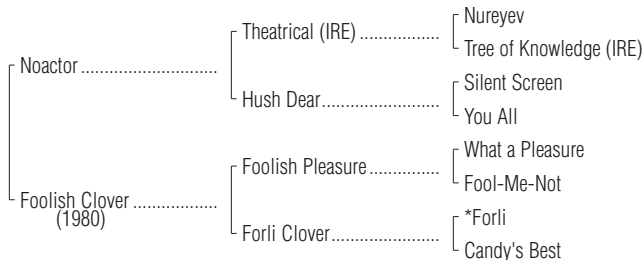 Nureyev
Theatrical (IRE) ..................
Tree of Knowledge (IRE)
Noactor ..............................
Silent Screen
Hush Dear..........................
You All
What a Pleasure
Foolish Pleasure ................
Fool-Me-Not
Foolish Clover ..................
(1980)
*Forli
Forli Clover........................
Candy's Best